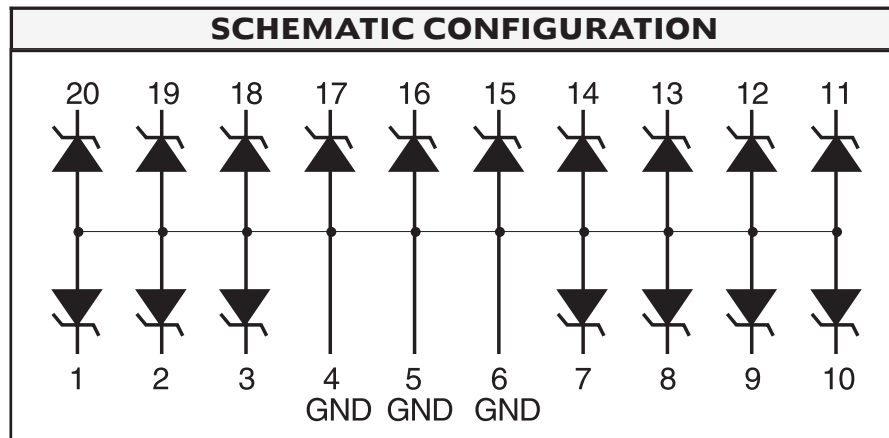 SCHEMATIC CONFIGURATION
20 19 18 17 16 15 14 13 12 11
1 2 3 4 5 6 7 8 9 10
GND GND GND